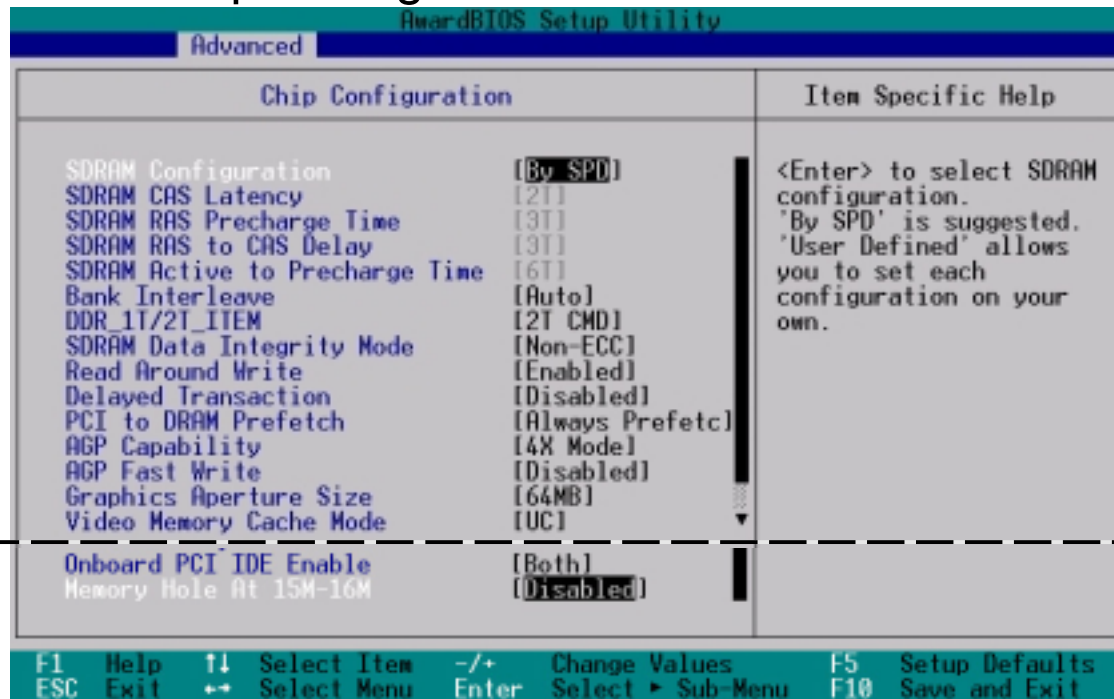 AwardBIOS Setup Utility
Advanced
Chip Configuration
Item Specific Help
SDRAM Configuration [By SPD]
SDRAM CAS Latency [2T]
SDRAM RAS Precharge Time [3T]
SDRAM RAS to CAS Delay [3T]
SDRAM Active to Precharge Time [6T]
Bank Interleave [Auto]
DDR_1T/2T_ITEM [2T CMD]
SDRAM Data Integrity Mode [Non-ECC]
Read Around Write [Enabled]
Delayed Transaction [Disabled]
PCI to DRAM Prefetch [Always Prefetc]
AGP Capability [4X Mode]
AGP Fast Write [Disabled]
Graphics Aperture Size [64MB]
Video Memory Cache Mode [UC]
Onboard PCI IDE Enable [Both]
Memory Hole At 15M-16M [Disabled]
<Enter> to select SDRAM
configuration.
'By SPD' is suggested.
'User Defined' allows
you to set each
configuration on your
own.
F1 Help ↑↓ Select Item -/+ Change Values F5 Setup Defaults
ESC Exit ←→ Select Menu Enter Select ► Sub-Menu F10 Save and Exit